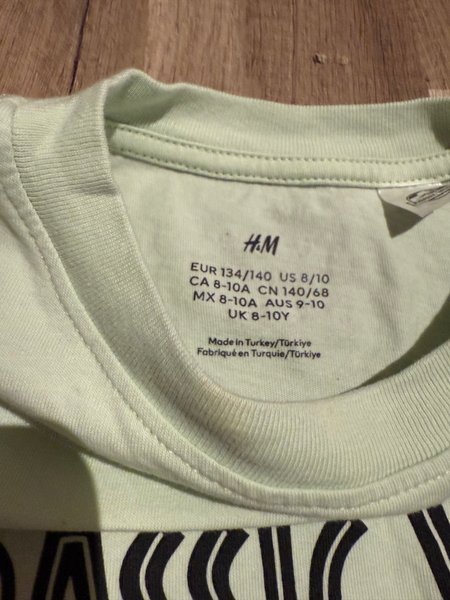 H&M
EUR 134/140 US 8/10
CA 8-10A CN 140/68
MX 8-10A AUS 9-10
UK 8-10Y
Made in Turkey/Türkiye
Fabriqué en Turquie/Türkiye